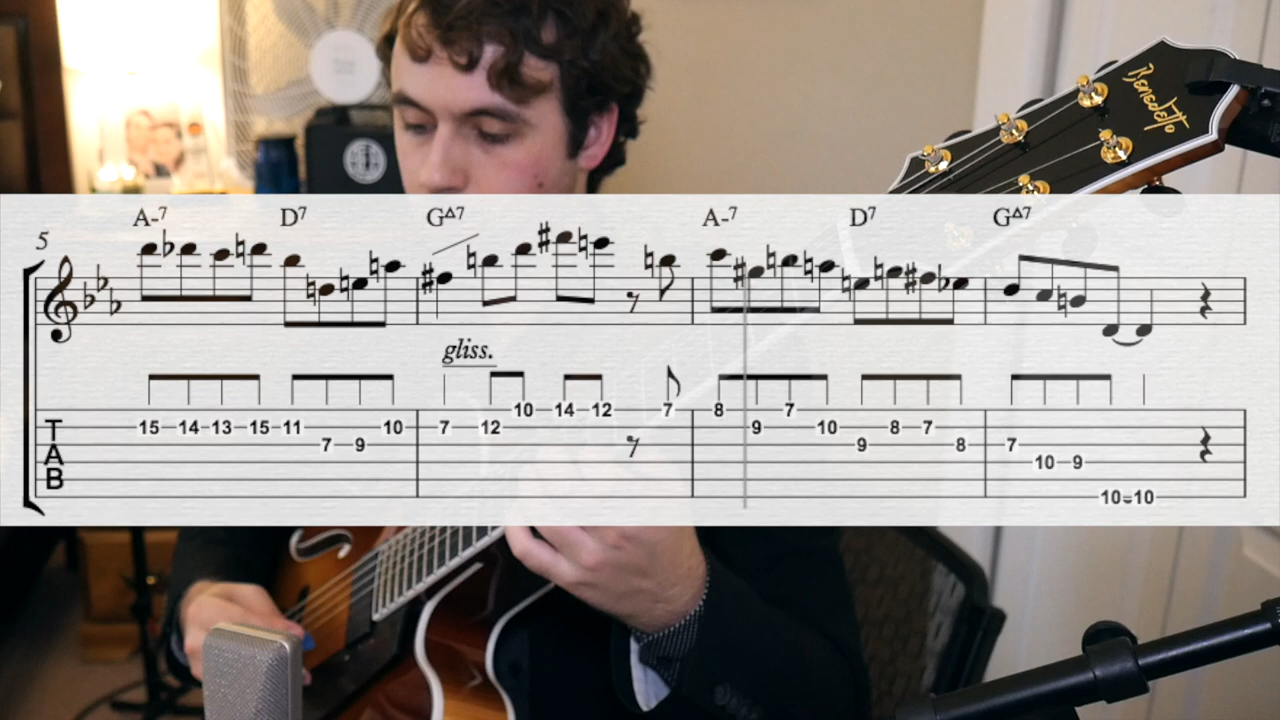 Benedetto
A-7 D7 GΔ7 A-7 D7 GΔ7
5
gliss.
10 14 12 7 8 7
15 14 13 15 11 10 7 12 9 10 8 7
7 9 9 8 7
10 9
10 10
T
A
B